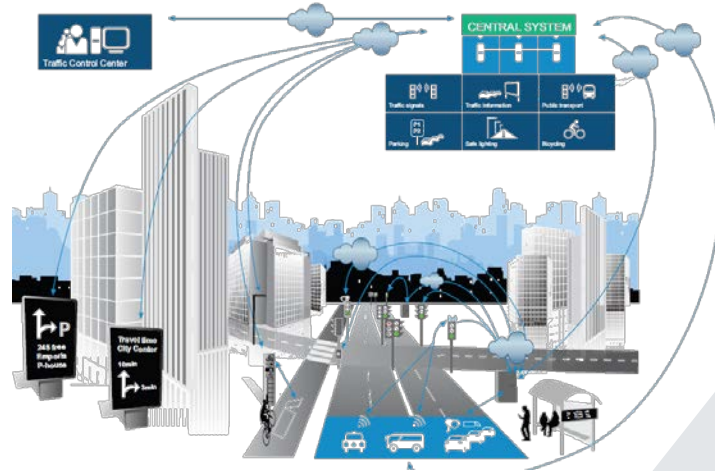 CENTRAL SYSTEM
Traffic Control Center
Traffic signals
Traffic information
Public transport
Parking
Safe lighting
Bicycling
P
245 free
Emporia
P-house
Travel time
City Center
10min
5min